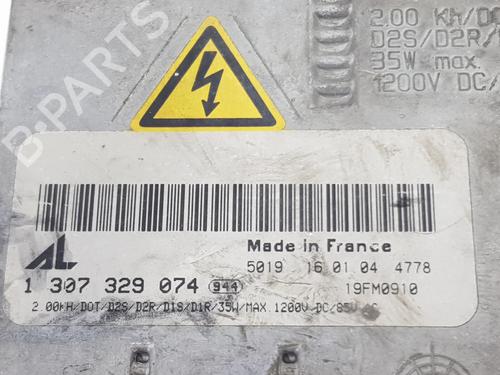 2.00 Kh/DO
D2S/D2R/D
35W max.
1200V DC/
B-PARTS
Made in France
AL
5019 16 01 04 4778
1 307 329 074 944
19FM0910
2.00KH/DOT/D2S/D2R/D1S/D1R/35W/MAX.1200V DC/85V